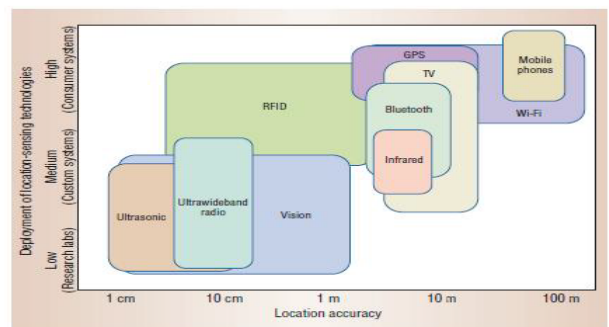 Deployment of location-sensing technologies
High
(Consumer systems)
Medium
(Custom systems)
Low
(Research labs)
GPS
Mobile
phones
TV
RFID
Bluetooth
Wi-Fi
Infrared
Ultrasonic
Ultrawideband
radio
Vision
1 cm
10 cm
1 m
10 m
100 m
Location accuracy